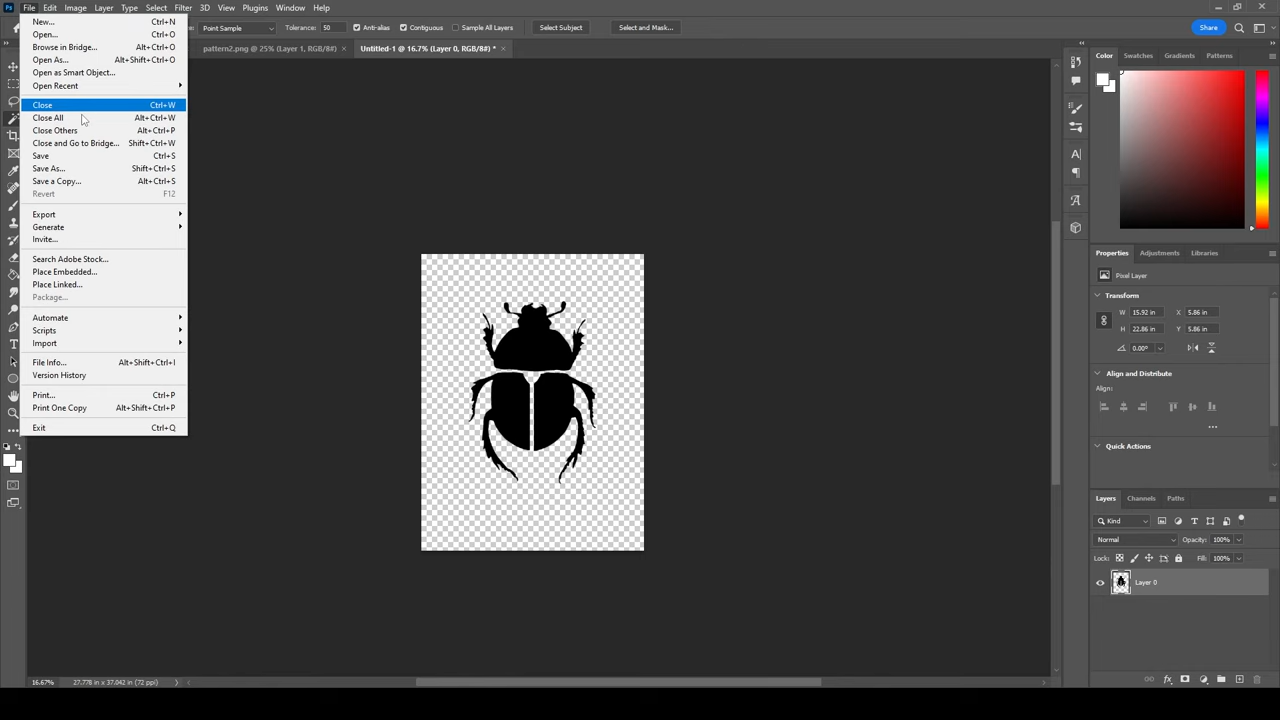 Ps File Edit Image Layer Type Select Filter 3D View Plugins Window Help
Point Sample Tolerance: 50 Anti-alias Contiguous Sample All Layers Select Subject Select and Mask... Share
pattern2.png @ 25% (Layer 1, RGB/8#) × Untitled-1 @ 16.7% (Layer 0, RGB/8#) * ×
New... Ctrl+N
Open... Ctrl+O
Browse in Bridge... Alt+Ctrl+O
Open As... Alt+Shift+Ctrl+O
Open as Smart Object...
Open Recent
Close Ctrl+W
Close All Alt+Ctrl+W
Close Others Alt+Ctrl+P
Close and Go to Bridge... Shift+Ctrl+W
Save Ctrl+S
Save As... Shift+Ctrl+S
Save a Copy... Alt+Ctrl+S
Revert F12
Export
Generate
Invite...
Search Adobe Stock...
Place Embedded...
Place Linked...
Package...
Automate
Scripts
Import
File Info... Alt+Shift+Ctrl+I
Version History
Print... Ctrl+P
Print One Copy Alt+Shift+Ctrl+P
Exit Ctrl+Q
Color Swatches Gradients Patterns
Properties Adjustments Libraries
Pixel Layer
Transform
W 15.92 in X 5.86 in
H 22.86 in Y 5.86 in
0.00°
Align and Distribute
Align:
...
Quick Actions
Layers Channels Paths
Kind
Normal Opacity: 100%
Lock: Fill: 100%
Layer 0
fx
16.67% 27.778 in x 37.042 in (72 ppi)